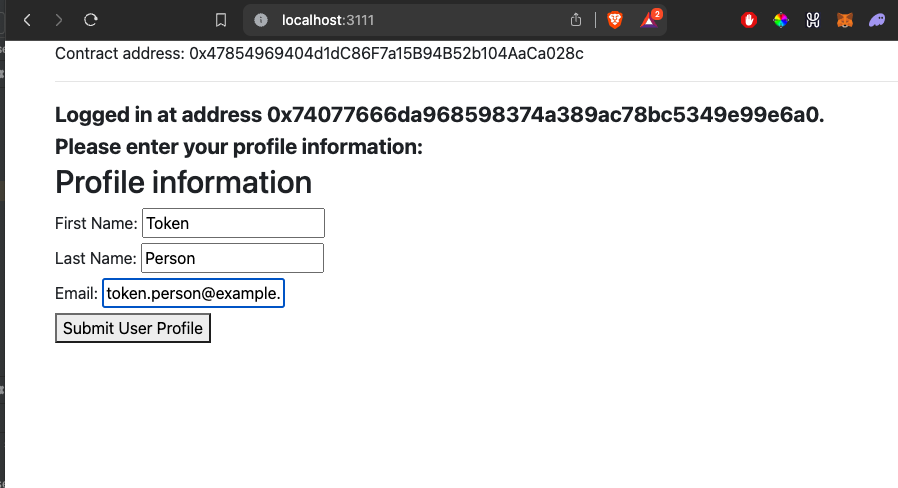 localhost:3111
2
Contract address: 0x47854969404d1dC86F7a15B94B52b104AaCa028c
Logged in at address 0x74077666da968598374a389ac78bc5349e99e6a0.
Please enter your profile information:
Profile information
First Name: Token
Last Name: Person
Email: token.person@example.
Submit User Profile